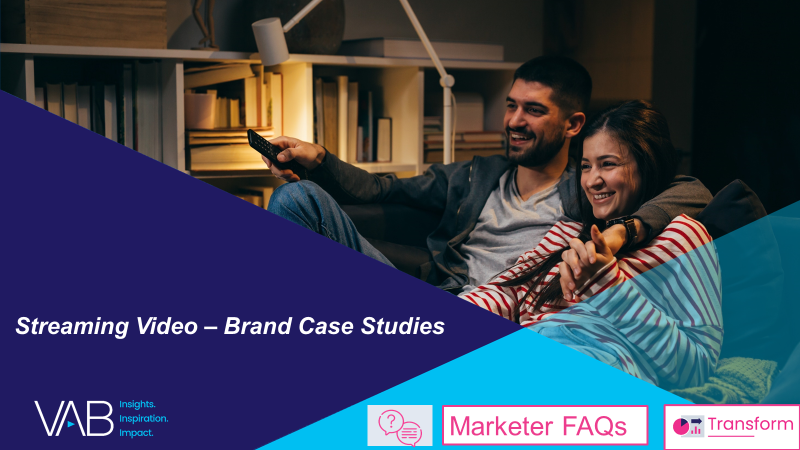 Streaming Video – Brand Case Studies
VAB
Insights.
Inspiration.
Impact.
?
Marketer FAQs
Transform